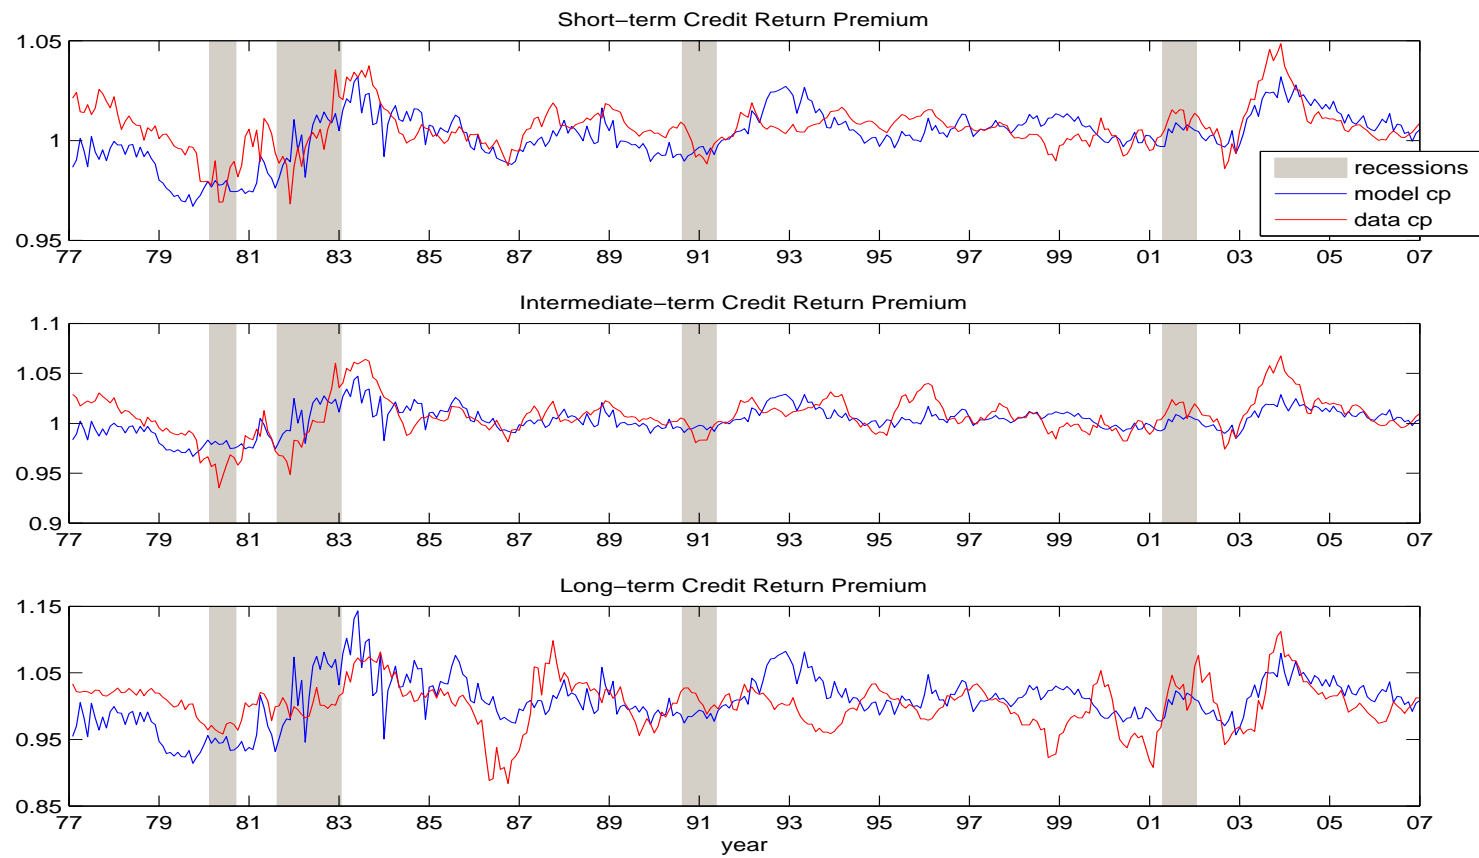 Short−term Credit Return Premium
1.05
1
0.95
77 79 81 83 85 87 89 91 93 95 97 99 01 03 05 07
recessions
model cp
data cp
Intermediate−term Credit Return Premium
1.1
1.05
1
0.95
0.9
77 79 81 83 85 87 89 91 93 95 97 99 01 03 05 07
Long−term Credit Return Premium
1.15
1.05
0.95
0.85
77 79 81 83 85 87 89 91 93 95 97 99 01 03 05 07
year